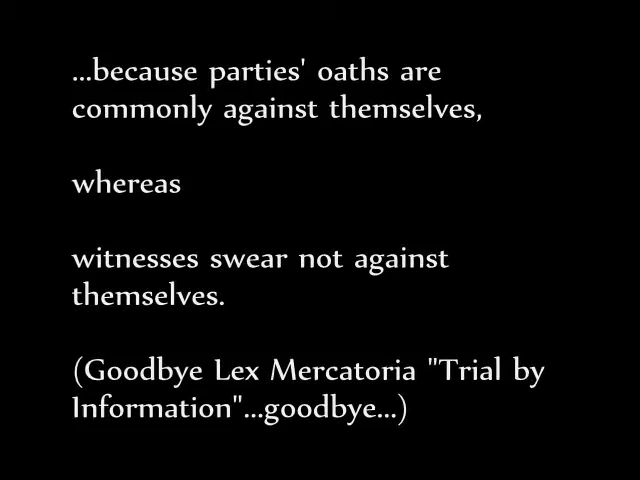 ...because parties' oaths are
commonly against themselves,
whereas
witnesses swear not against
themselves.
(Goodbye Lex Mercatoria "Trial by
Information"...goodbye...)